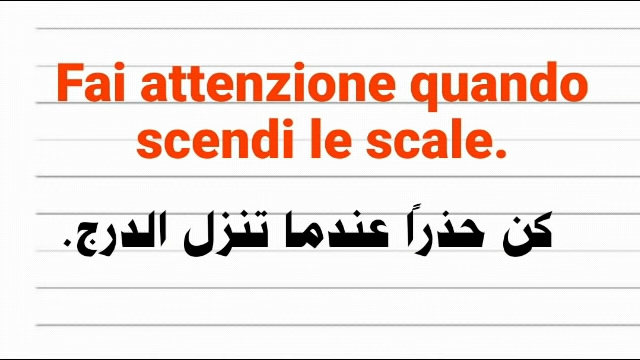 Fai attenzione quando
scendi le scale.
كن حذراً عندما تنزل الدرج.